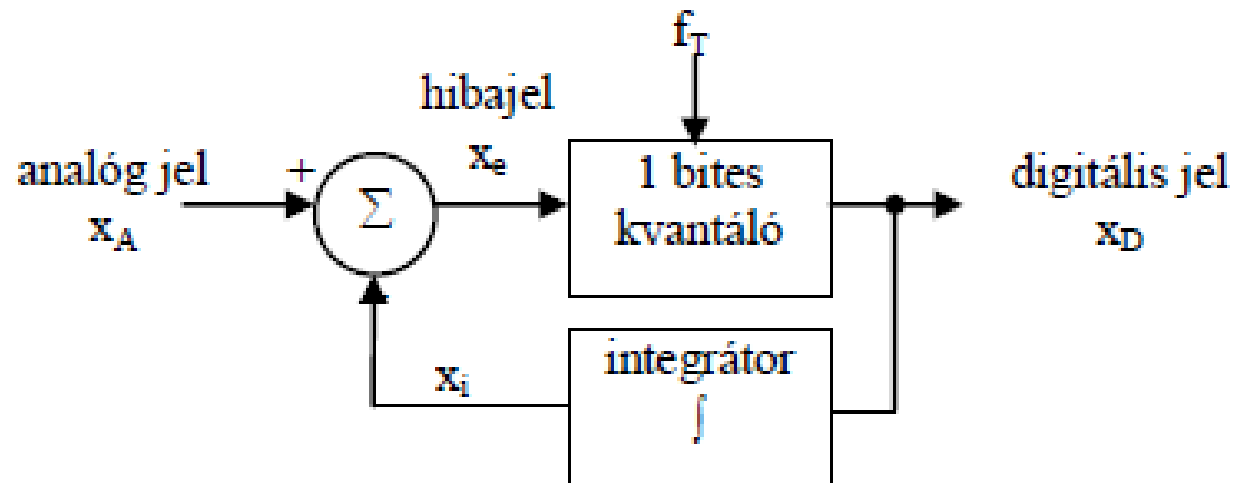 f_T
hibajel
x_e
analóg jel
x_A
+
Σ
1 bites
kvantáló
digitális jel
x_D
x_i
integrátor
∫